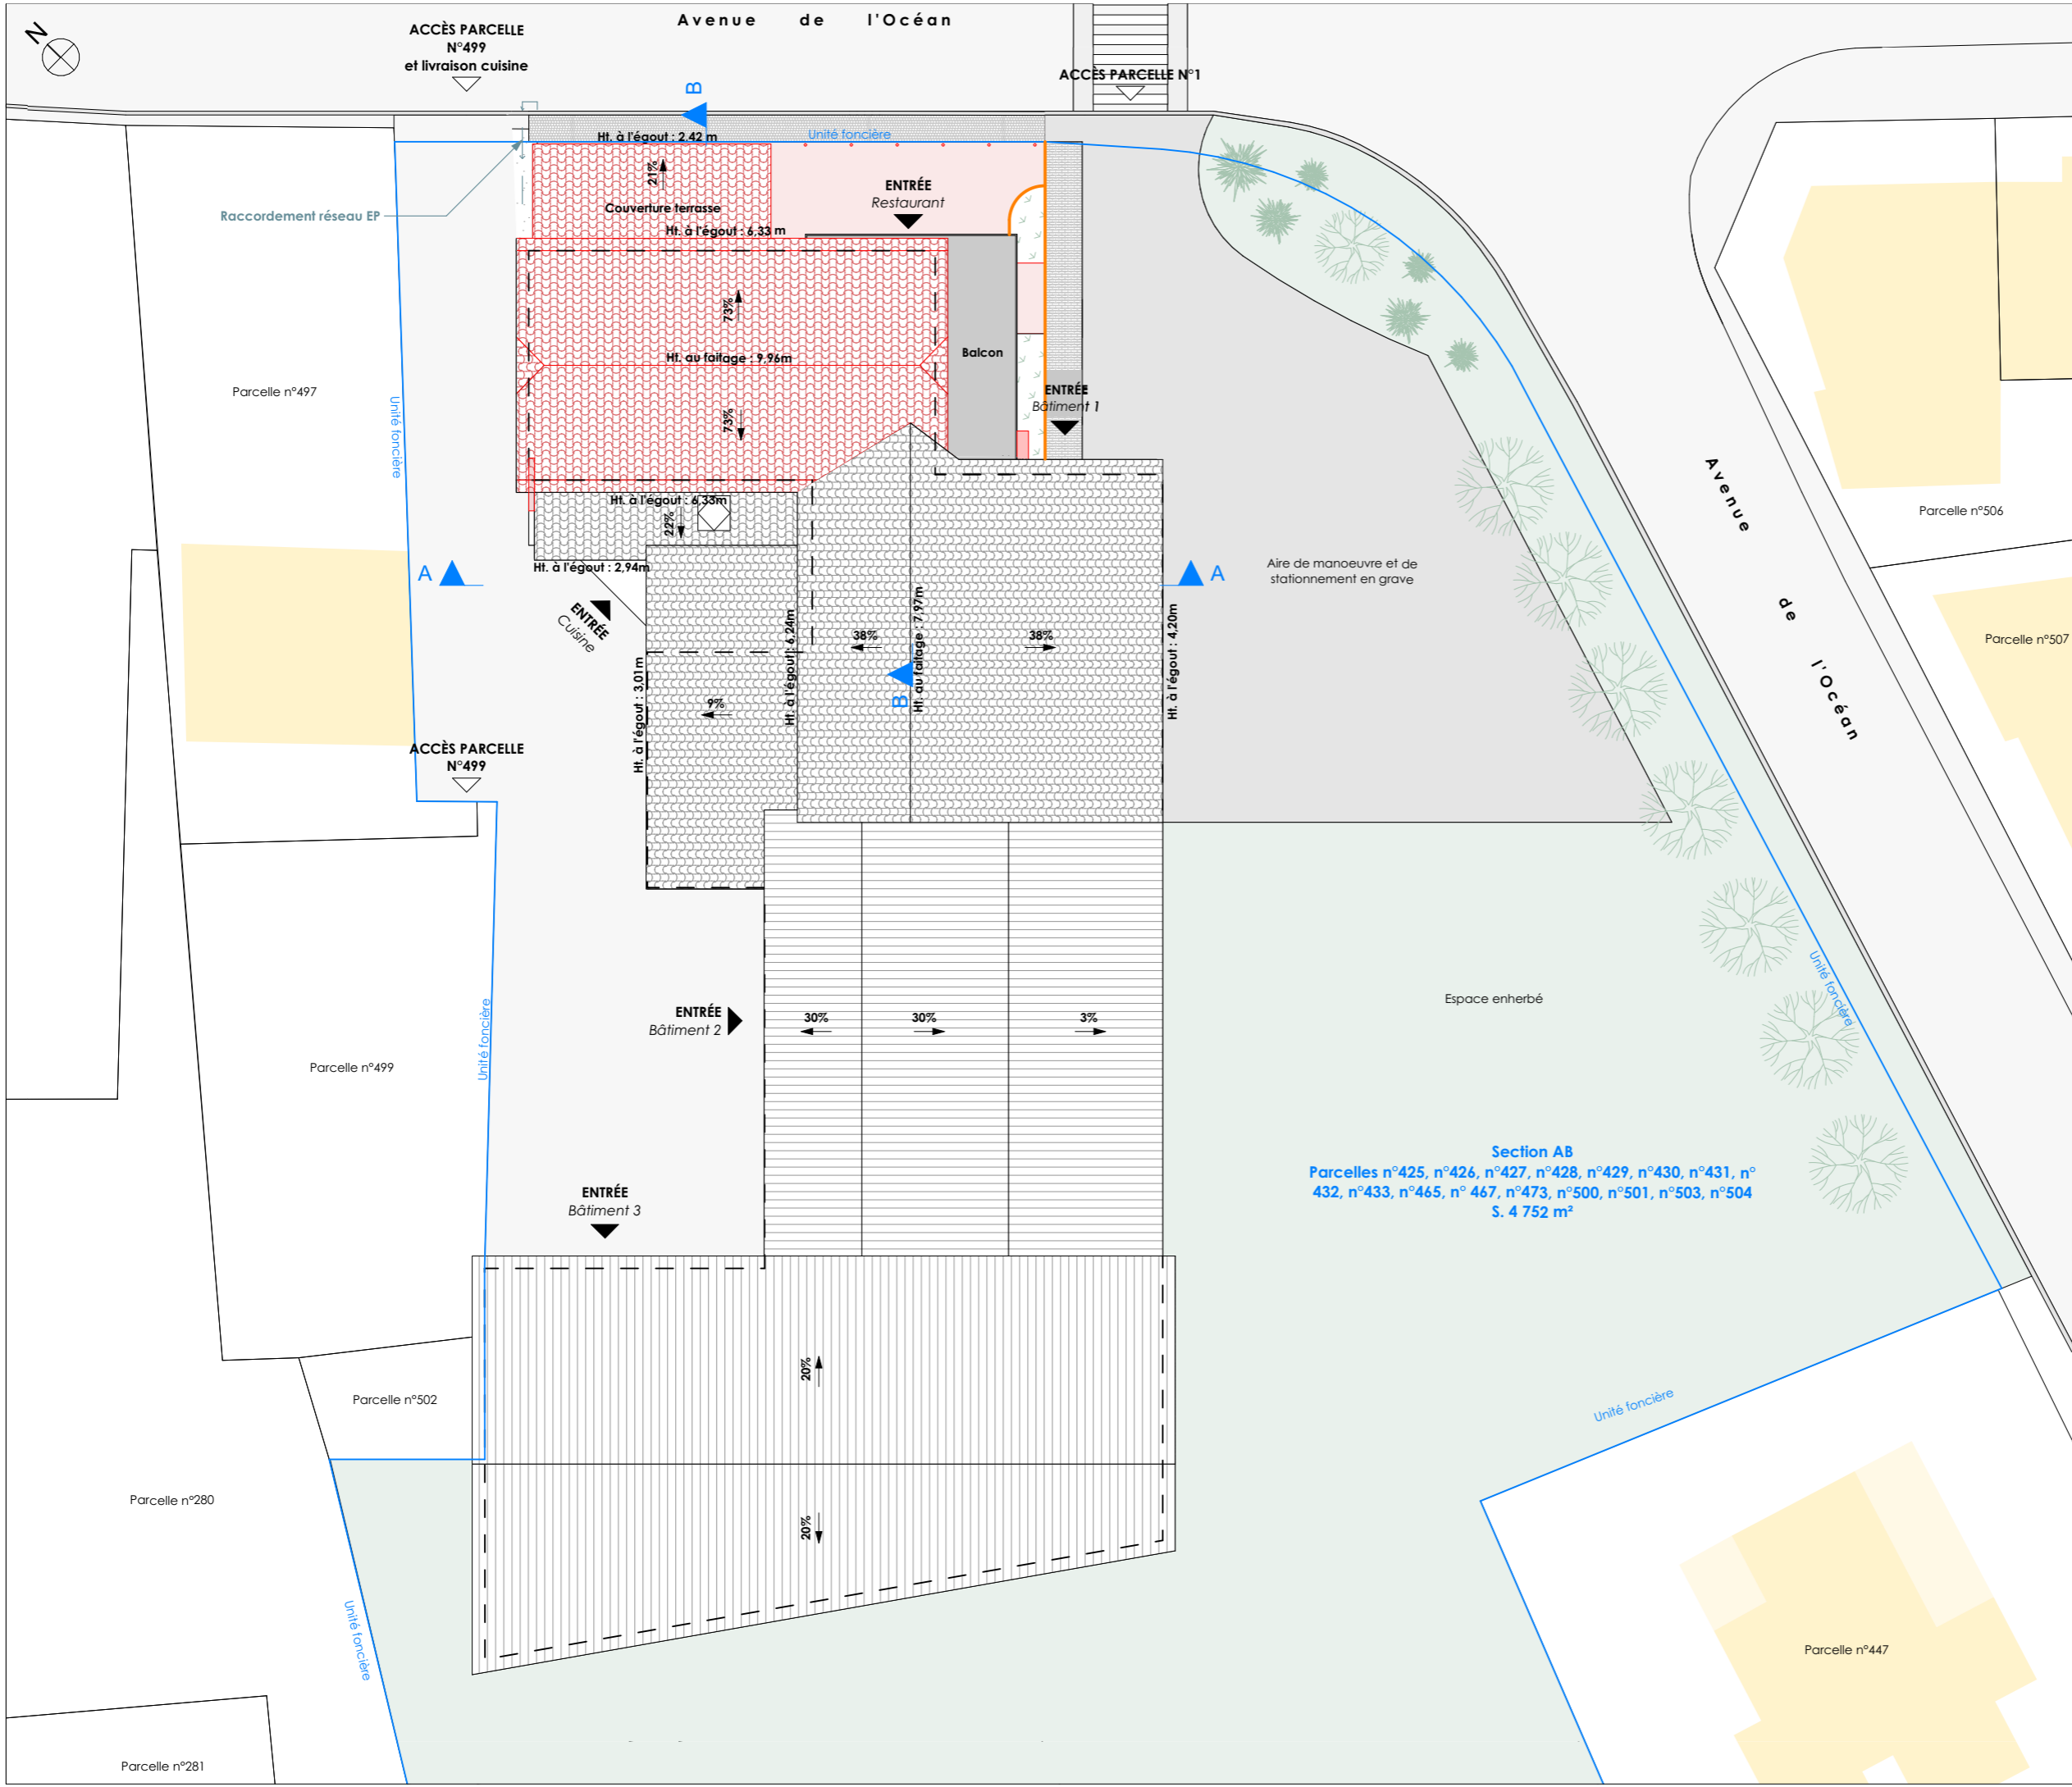 N
Avenue de l'Océan
ACCÈS PARCELLE
N°499
et livraison cuisine
ACCÈS PARCELLE N°1
B
Ht. à l'égout : 2.42 m
Unité foncière
21%
ENTRÉE
Restaurant
Couverture terrasse
Raccordement réseau EP
Ht. à l'égout : 6,33 m
73%
Ht. au faitage : 9,96m
Balcon
73%
ENTRÉE
Bâtiment 1
Parcelle n°497
Unité foncière
Ht. à l'égout : 6,33m
22%
Ht. à l'égout : 2,94m
A
A
ENTRÉE
Cuisine
Aire de manoeuvre et de
stationnement en grave
Avenue de l'Océan
Parcelle n°506
Parcelle n°507
Ht. à l'égout : 3,01m
Ht. à l'égout : 6,24m
38%
Ht. au faitage : 7,97m
38%
Ht. à l'égout : 4,20m
B
9%
ACCÈS PARCELLE
N°499
Espace enherbé
Unité foncière
ENTRÉE
Bâtiment 2
30%
30%
3%
Unité foncière
Parcelle n°499
Section AB
Parcelles n°425, n°426, n°427, n°428, n°429, n°430, n°431, n°
432, n°433, n°465, n° 467, n°473, n°500, n°501, n°503, n°504
S. 4 752 m²
ENTRÉE
Bâtiment 3
20%
Parcelle n°502
Unité foncière
Parcelle n°280
20%
Unité foncière
Parcelle n°447
Parcelle n°281